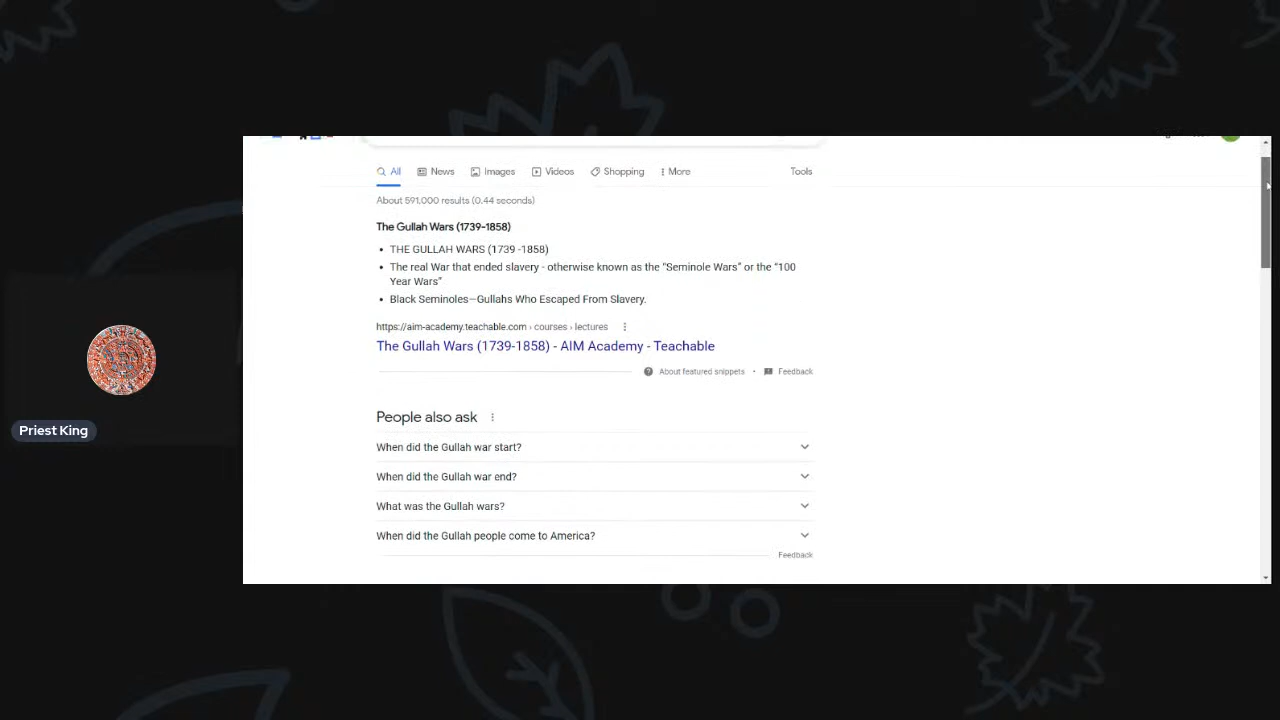 All News Images Videos Shopping More Tools
About 591,000 results (0.44 seconds)
The Gullah Wars (1739-1858)
• THE GULLAH WARS (1739 -1858)
• The real War that ended slavery - otherwise known as the “Seminole Wars” or the “100
Year Wars”
• Black Seminoles—Gullahs Who Escaped From Slavery.
https://aim-academy.teachable.com › courses › lectures
The Gullah Wars (1739-1858) - AIM Academy - Teachable
About featured snippets • Feedback
People also ask
When did the Gullah war start?
When did the Gullah war end?
What was the Gullah wars?
When did the Gullah people come to America?
Feedback
Priest King